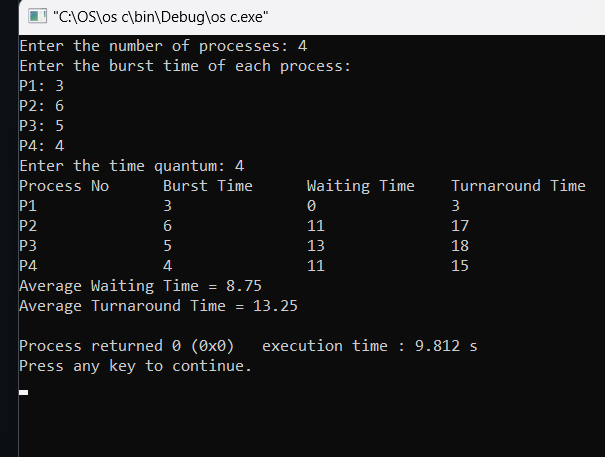 "C:\OS\os c\bin\Debug\os c.exe"
Enter the number of processes: 4
Enter the burst time of each process:
P1: 3
P2: 6
P3: 5
P4: 4
Enter the time quantum: 4
Process No      Burst Time      Waiting Time    Turnaround Time
P1              3               0               3
P2              6               11              17
P3              5               13              18
P4              4               11              15
Average Waiting Time = 8.75
Average Turnaround Time = 13.25
Process returned 0 (0x0)   execution time : 9.812 s
Press any key to continue.